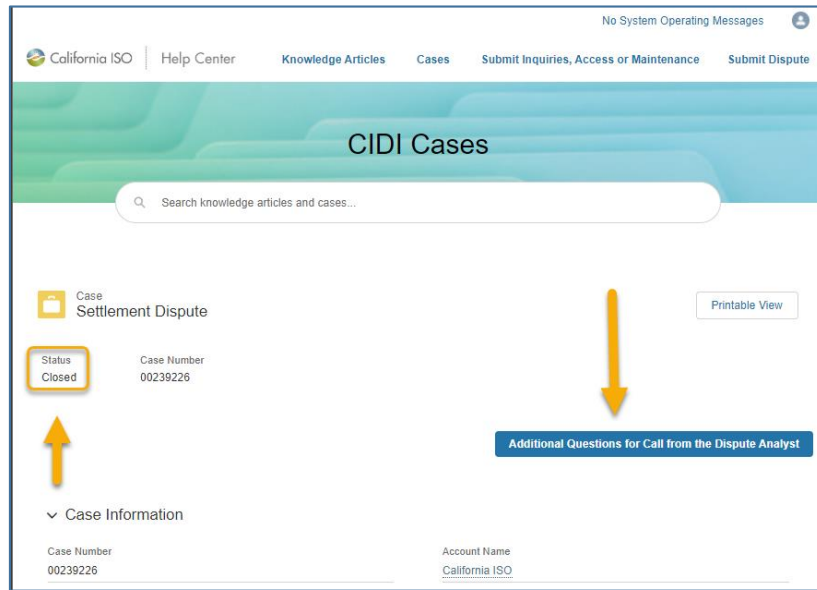 No System Operating Messages
California ISO Help Center Knowledge Articles Cases Submit Inquiries, Access or Maintenance Submit Dispute
CIDI Cases
Search knowledge articles and cases...
Case
Settlement Dispute
Printable View
Status Case Number
Closed 00239226
Additional Questions for Call from the Dispute Analyst
Case Information
Case Number Account Name
00239226 California ISO